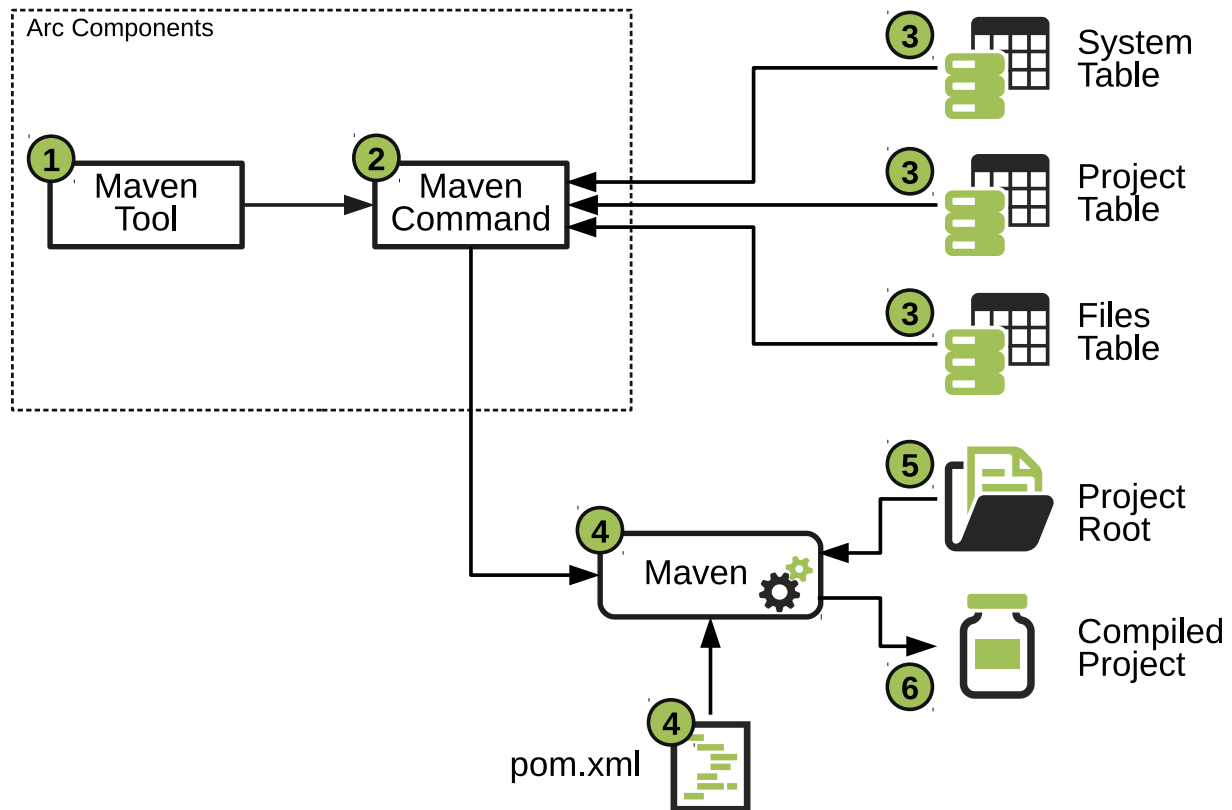 Arc Components
1
Maven
Tool
2
Maven
Command
3
System
Table
3
Project
Table
3
Files
Table
4
Maven
5
Project
Root
6
Compiled
Project
4
pom.xml